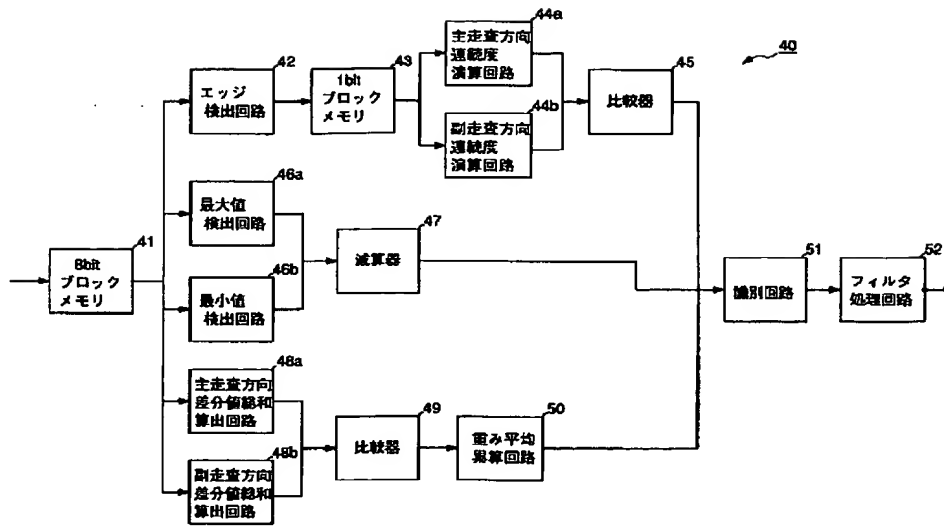 40
42
エッジ
検出回路
43
1bit
ブロック
メモリ
44a
主走査方向
連続度
演算回路
44b
副走査方向
連続度
演算回路
45
比較器
46a
最大値
検出回路
46b
最小値
検出回路
47
減算器
41
8bit
ブロック
メモリ
51
識別回路
52
フィルタ
処理回路
48a
主走査方向
差分値総和
算出回路
48b
副走査方向
差分値総和
算出回路
49
比較器
50
重み平均
累算回路